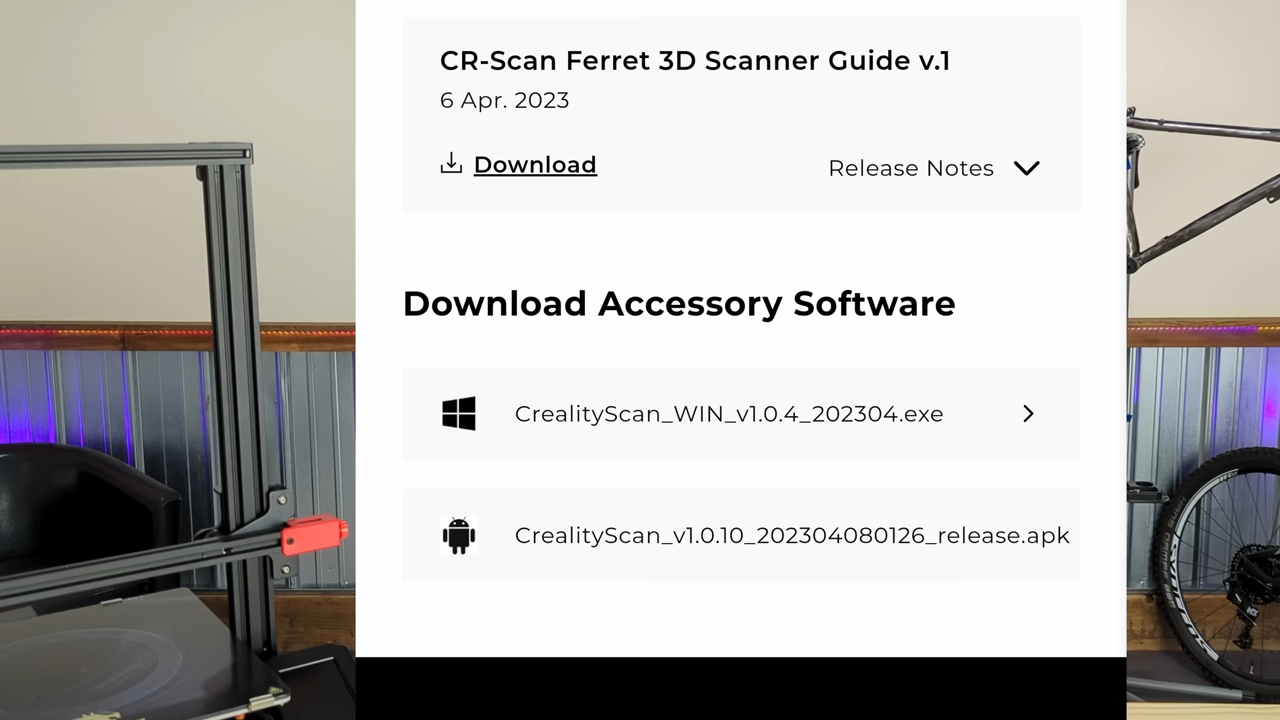 CR-Scan Ferret 3D Scanner Guide v.1
6 Apr. 2023
Download
Release Notes
Download Accessory Software
CrealityScan_WIN_v1.0.4_202304.exe
CrealityScan_v1.0.10_202304080126_release.apk